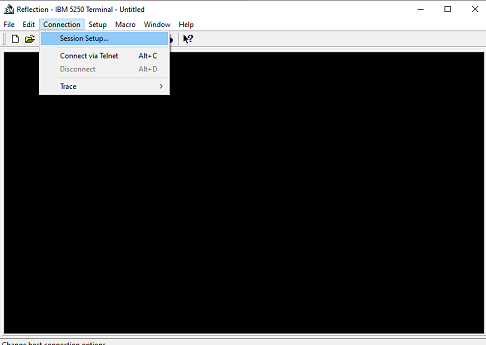 Reflection - IBM 5250 Terminal - Untitled
File Edit Connection Setup Macro Window Help
Session Setup...
Connect via Telnet Alt+C
Disconnect Alt+D
Trace
Change host connection options